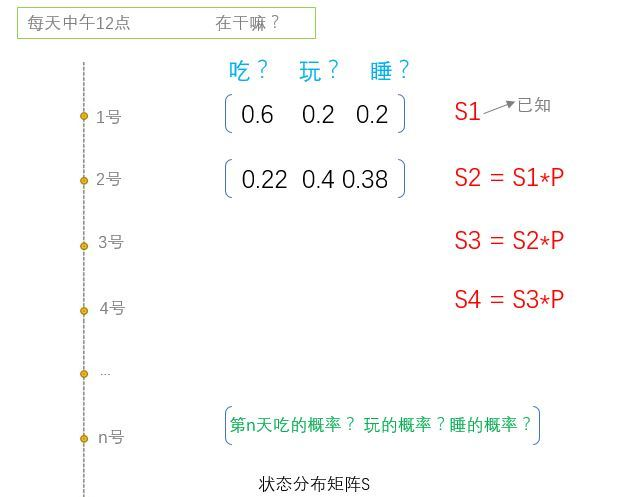 每天中午12点 在干嘛？
吃？ 玩？ 睡？
1号 0.6 0.2 0.2 S1 已知
2号 0.22 0.4 0.38 S2 = S1*P
3号 S3 = S2*P
4号 S4 = S3*P
...
n号 第n天吃的概率？ 玩的概率？睡的概率？
状态分布矩阵S